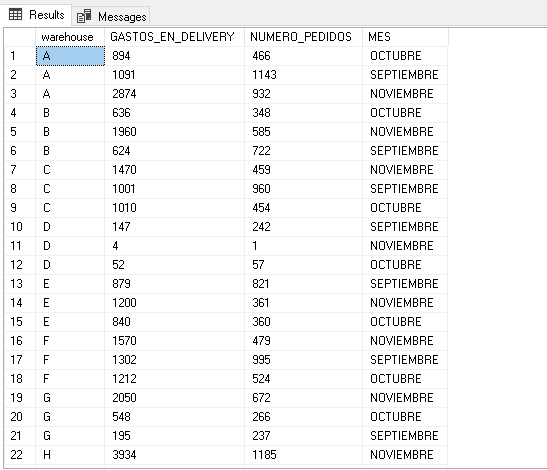 Results Messages
warehouse GASTOS_EN_DELIVERY NUMERO_PEDIDOS MES
1 A 894 466 OCTUBRE
2 A 1091 1143 SEPTIEMBRE
3 A 2874 932 NOVIEMBRE
4 B 636 348 OCTUBRE
5 B 1960 585 NOVIEMBRE
6 B 624 722 SEPTIEMBRE
7 C 1470 459 NOVIEMBRE
8 C 1001 960 SEPTIEMBRE
9 C 1010 454 OCTUBRE
10 D 147 242 SEPTIEMBRE
11 D 4 1 NOVIEMBRE
12 D 52 57 OCTUBRE
13 E 879 821 SEPTIEMBRE
14 E 1200 361 NOVIEMBRE
15 E 840 360 OCTUBRE
16 F 1570 479 NOVIEMBRE
17 F 1302 995 SEPTIEMBRE
18 F 1212 524 OCTUBRE
19 G 2050 672 NOVIEMBRE
20 G 548 266 OCTUBRE
21 G 195 237 SEPTIEMBRE
22 H 3934 1185 NOVIEMBRE